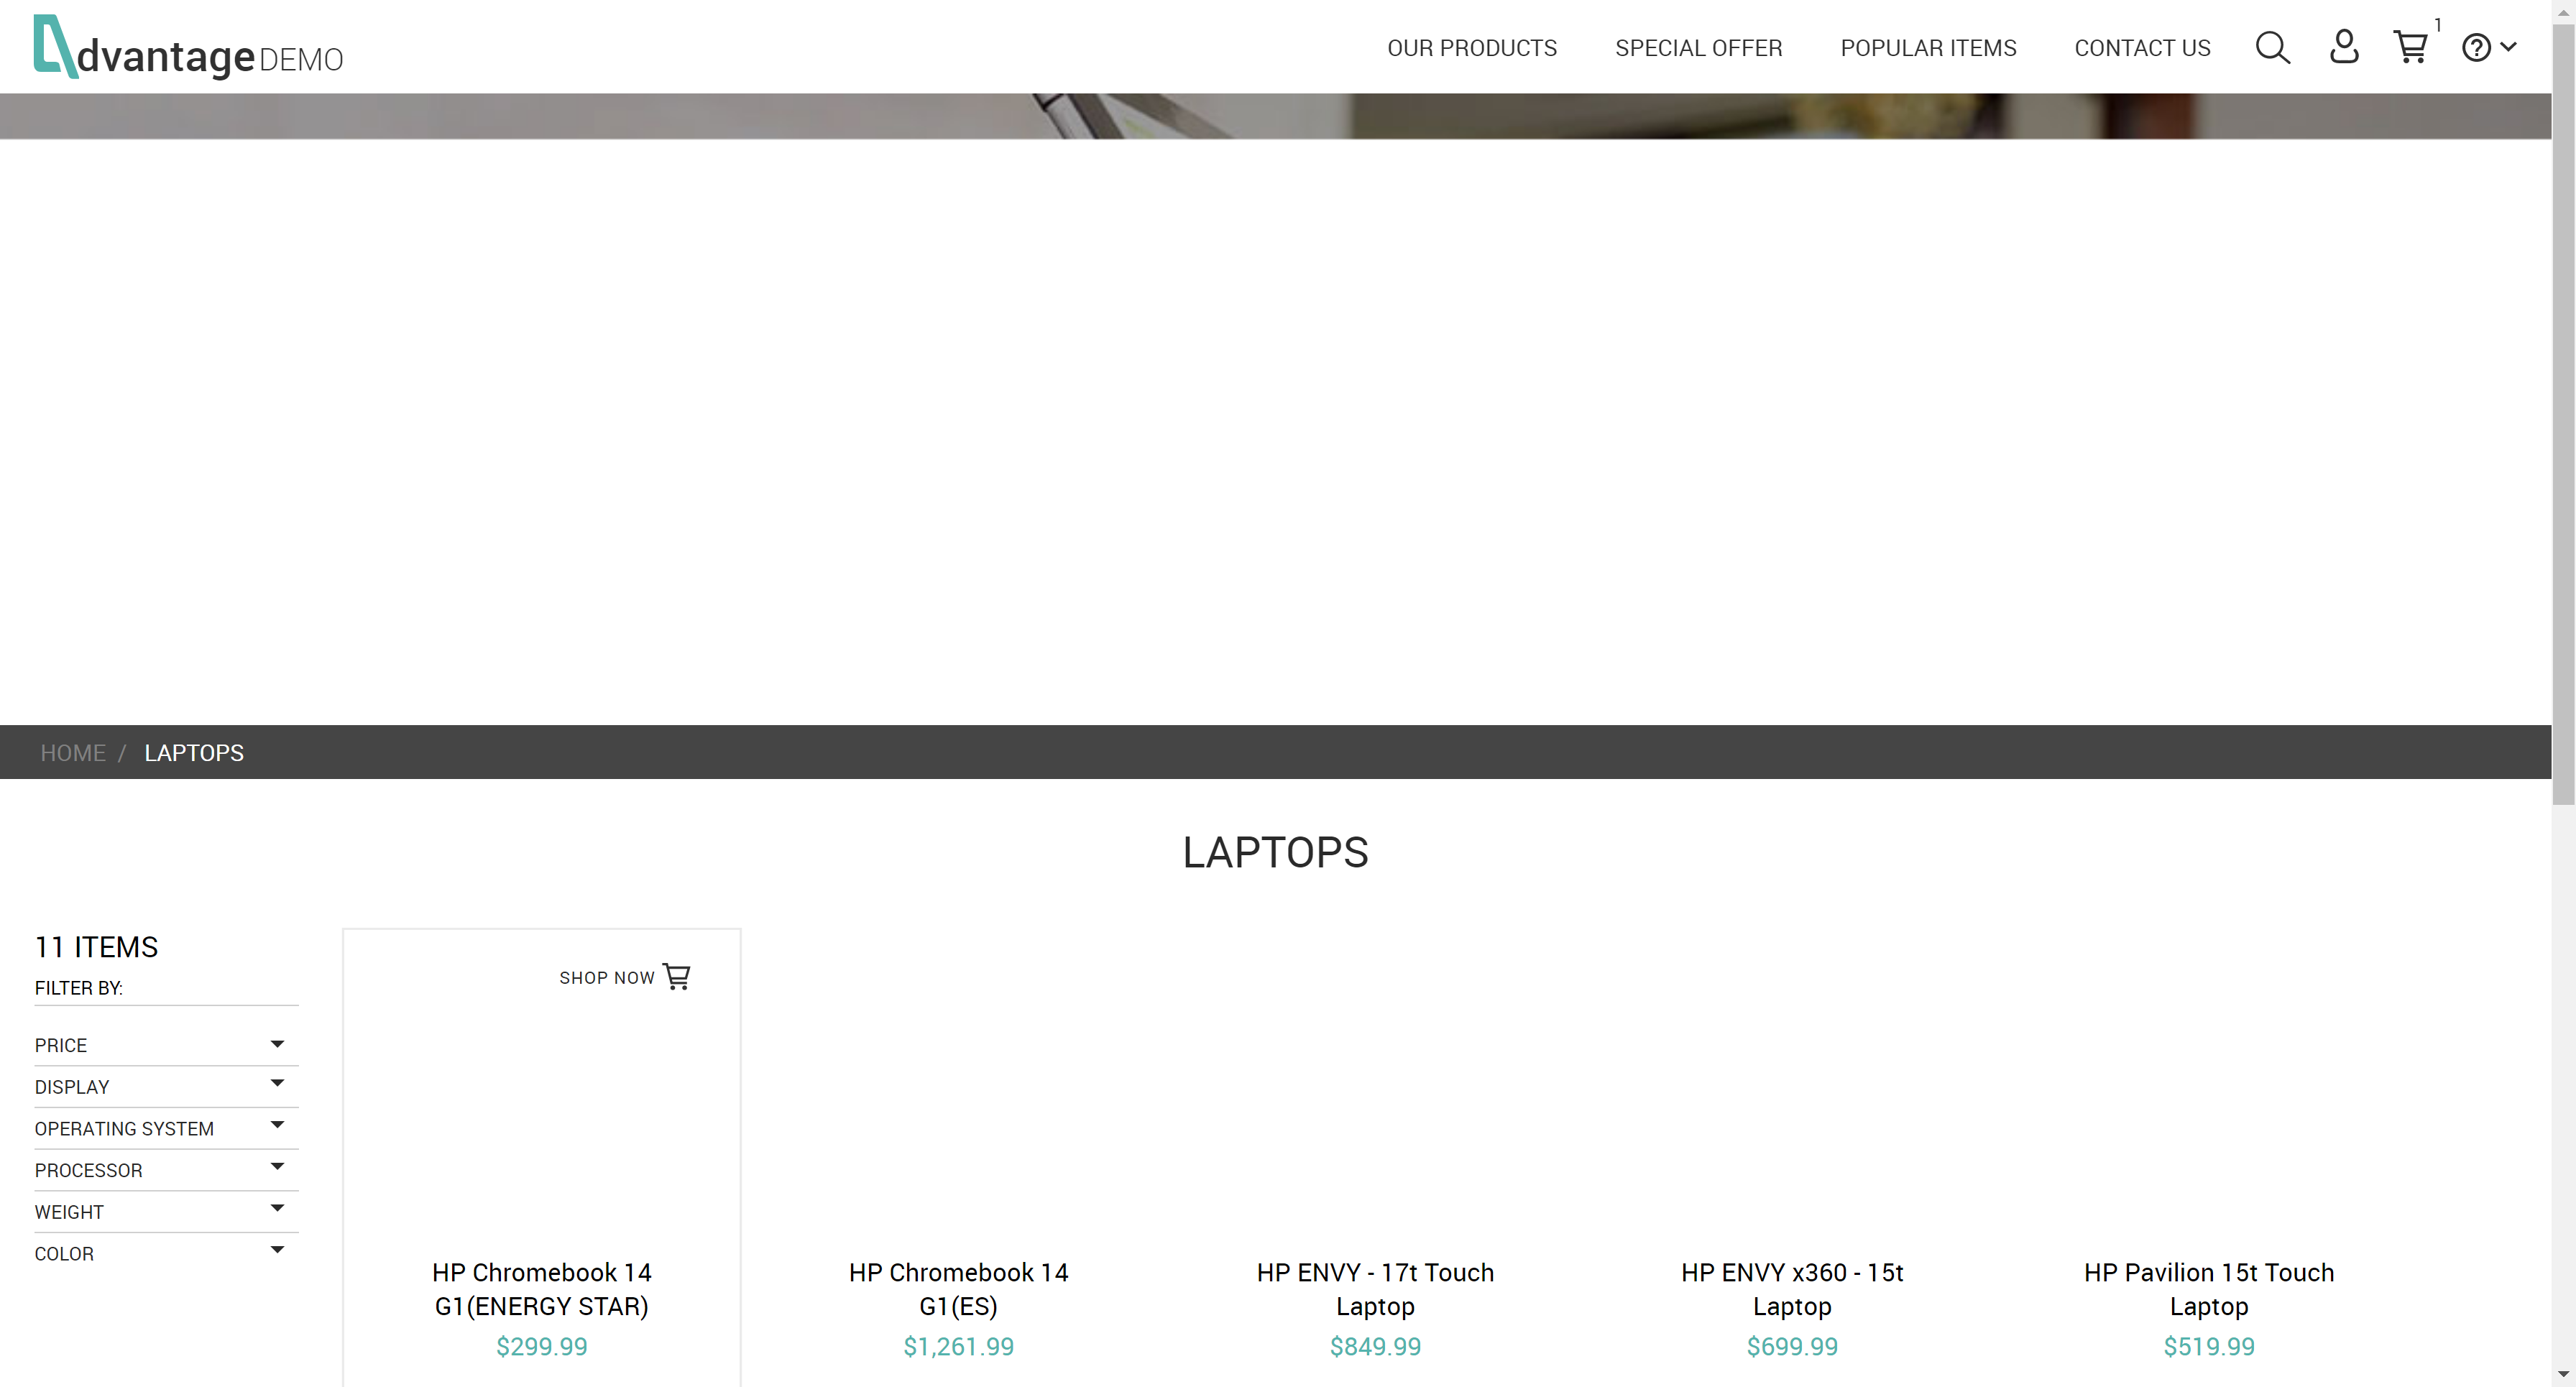 dvantage DEMO
OUR PRODUCTS
SPECIAL OFFER
POPULAR ITEMS
CONTACT US
1
HOME / LAPTOPS
LAPTOPS
11 ITEMS
FILTER BY:
PRICE
DISPLAY
OPERATING SYSTEM
PROCESSOR
WEIGHT
COLOR
SHOP NOW
HP Chromebook 14
G1(ENERGY STAR)
$299.99
HP Chromebook 14
G1(ES)
$1,261.99
HP ENVY - 17t Touch
Laptop
$849.99
HP ENVY x360 - 15t
Laptop
$699.99
HP Pavilion 15t Touch
Laptop
$519.99